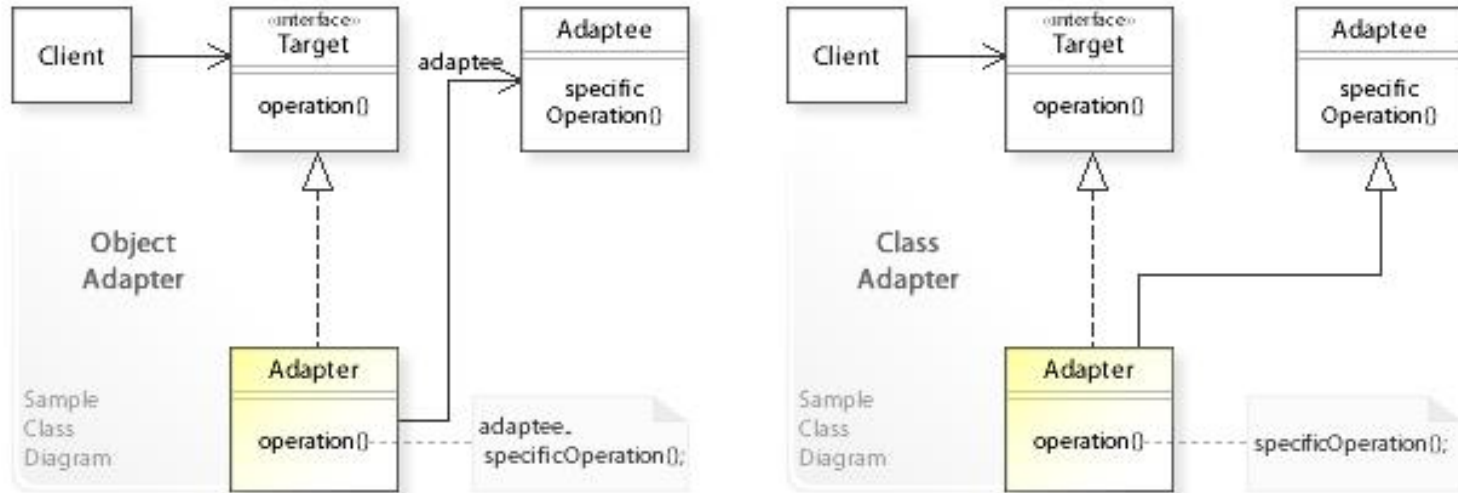 Client
«interface»
Target
operation()
adaptee
Adaptee
specific
Operation()
Object
Adapter
Adapter
operation()
adaptee.
specificOperation();
Sample
Class
Diagram
Client
«interface»
Target
operation()
Adaptee
specific
Operation()
Class
Adapter
Adapter
operation()
specificOperation();
Sample
Class
Diagram